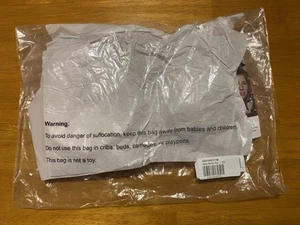 Warning:
To avoid danger of suffocation, keep this bag away from babies and children.
Do not use this bag in cribs, beds, carriages or playpens.
This bag is not a toy.